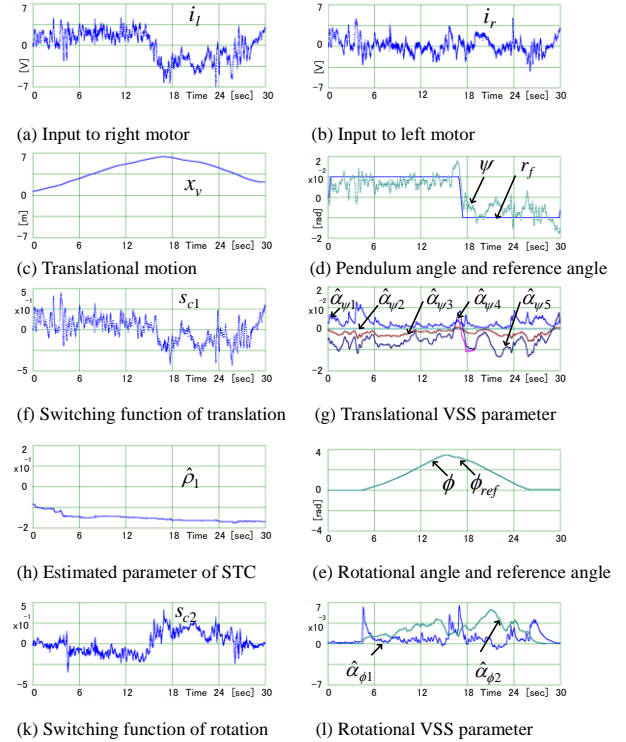 7 i_l 7 i_r
[V] [V]
-7 -7
0 6 12 18 Time 24 [sec] 30 0 6 12 18 Time 24 [sec] 30
(a) Input to right motor (b) Input to left motor
7 2
-2
x10 ψ r_f
0 x_v 0
[m] [rad]
-7 -2
0 6 12 18 Time 24 [sec] 30 0 6 12 18 Time 24 [sec] 30
(c) Translational motion (d) Pendulum angle and reference angle
5 s_c1 2
-1 -2
x10 x10 α̂_ψ1 α̂_ψ2 α̂_ψ3 α̂_ψ4 α̂_ψ5
0 0
-5 -2
0 6 12 18 Time 24 [sec] 30 0 6 12 18 Time 24 [sec] 30
(f) Switching function of translation (g) Translational VSS parameter
2 4
-1
x10 ρ̂_1 ϕ ϕ_ref
0 0
[rad]
-2 -4
0 6 12 18 Time 24 [sec] 30 0 6 12 18 Time 24 [sec] 30
(h) Estimated parameter of STC (e) Rotational angle and reference angle
5 s_c2 7
-1 -3
x10 x10
0 0
α̂_ϕ1 α̂_ϕ2
-5 -7
0 6 12 18 Time 24 [sec] 30 0 6 12 18 Time 24 [sec] 30
(k) Switching function of rotation (l) Rotational VSS parameter